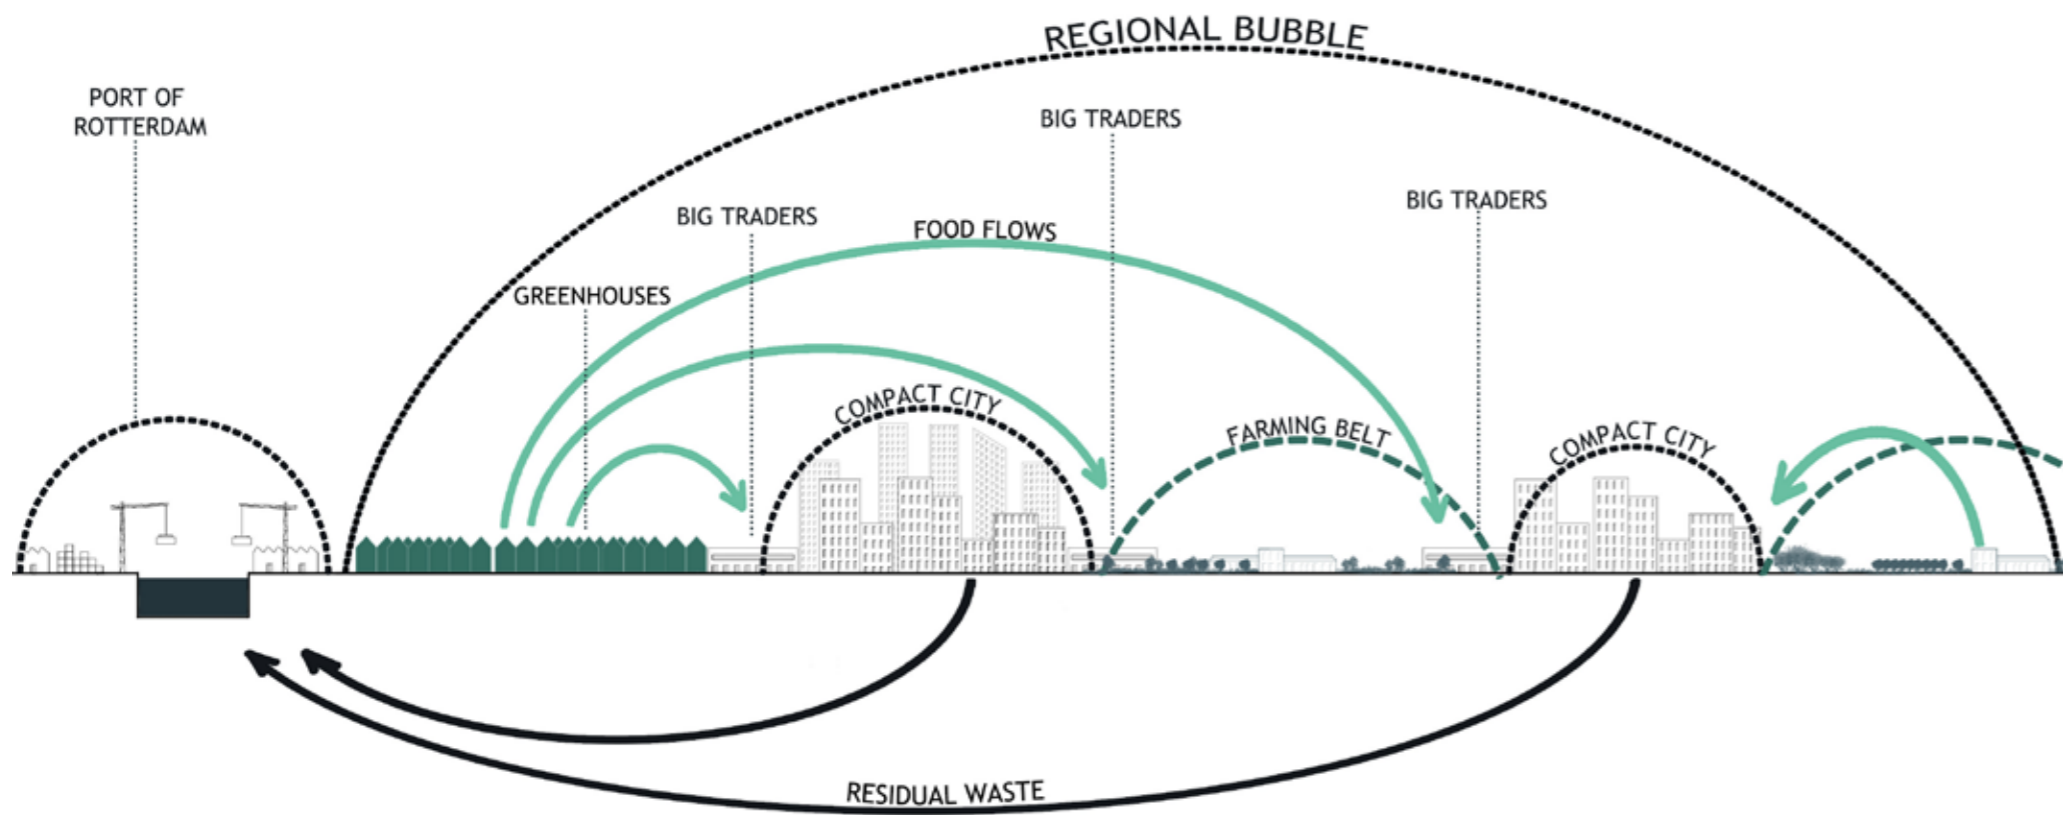 REGIONAL BUBBLE
PORT OF
ROTTERDAM
BIG TRADERS
BIG TRADERS
BIG TRADERS
FOOD FLOWS
GREENHOUSES
COMPACT CITY
FARMING BELT
COMPACT CITY
RESIDUAL WASTE